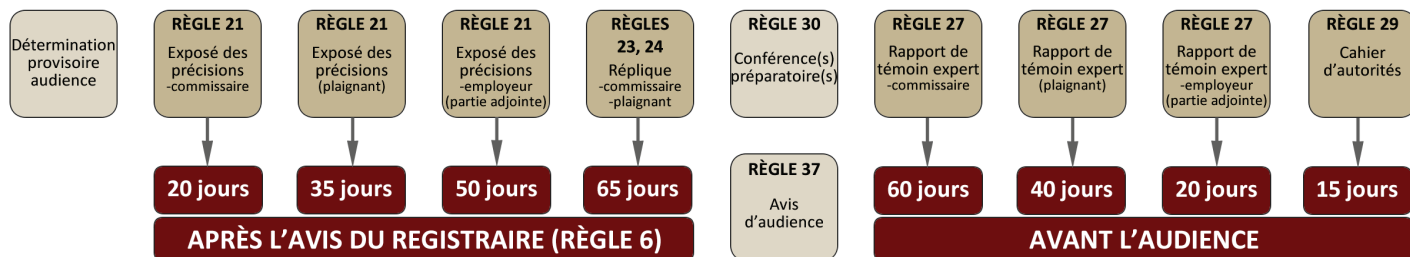 Détermination
provisoire
audience
RÈGLE 21
Exposé des
précisions
-commissaire
RÈGLE 21
Exposé des
précisions
(plaignant)
RÈGLE 21
Exposé des
précisions
-employeur
(partie adjointe)
RÈGLES
23, 24
Réplique
-commissaire
-plaignant
RÈGLE 30
Conférence(s)
préparatoire(s)
RÈGLE 27
Rapport de
témoin expert
-commissaire
RÈGLE 27
Rapport de
témoin expert
(plaignant)
RÈGLE 27
Rapport de
témoin expert
-employeur
(partie adjointe)
RÈGLE 29
Cahier
d’autorités
20 jours
35 jours
50 jours
65 jours
RÈGLE 37
Avis
d’audience
60 jours
40 jours
20 jours
15 jours
APRÈS L’AVIS DU REGISTRAIRE (RÈGLE 6)
AVANT L’AUDIENCE